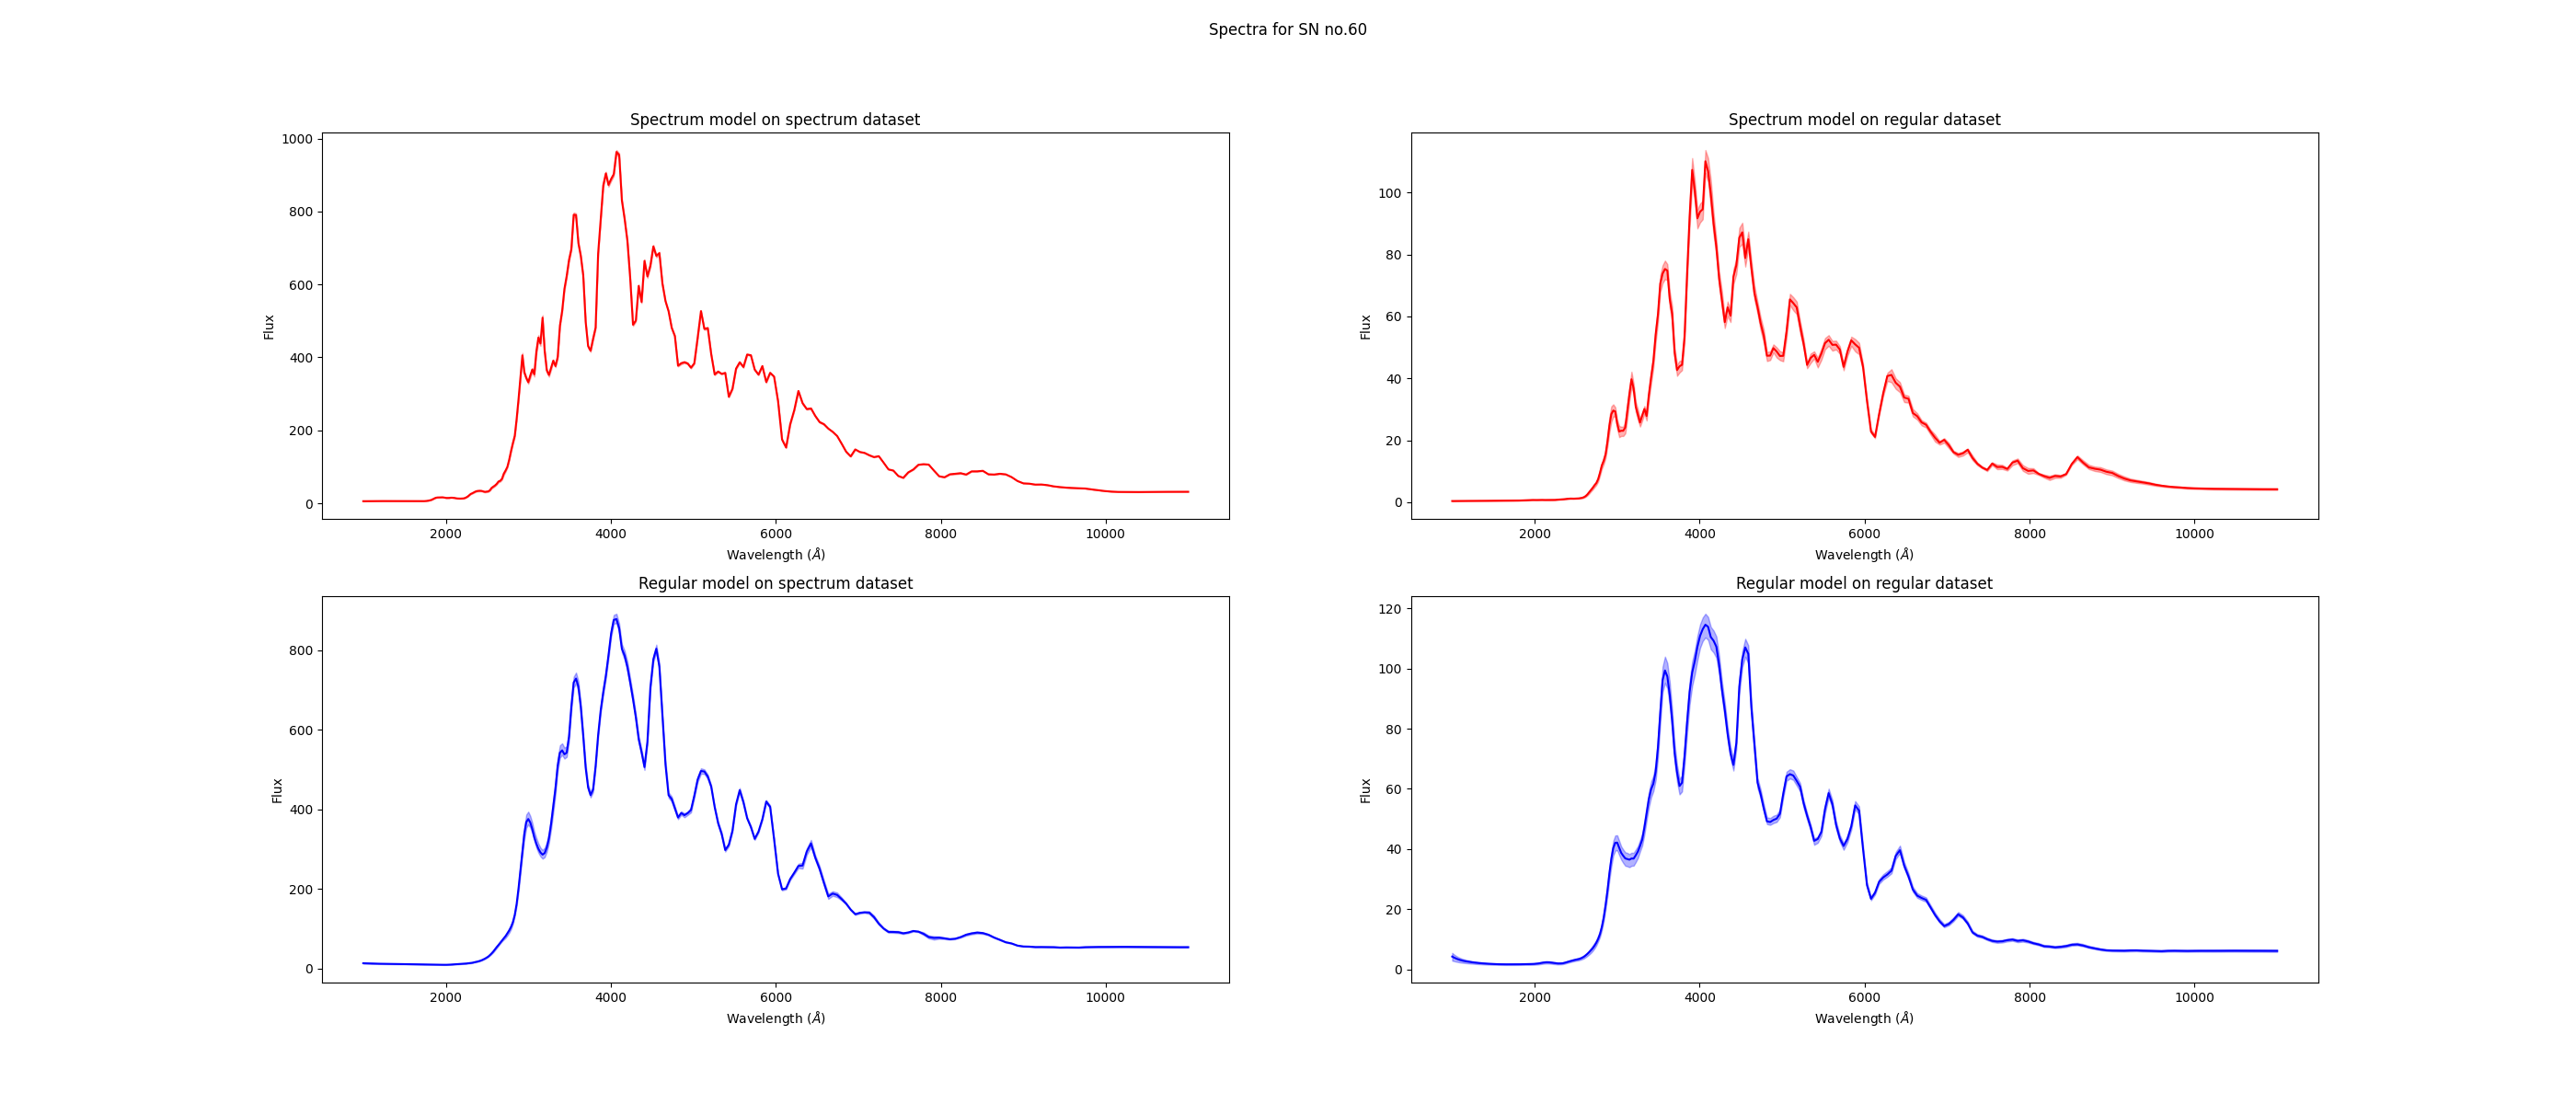 Spectra for SN no.60
Spectrum model on spectrum dataset
1000
800
600
400
200
0
Flux
2000 4000 6000 8000 10000
Wavelength (Å)
Spectrum model on regular dataset
100
80
60
40
20
0
Flux
2000 4000 6000 8000 10000
Wavelength (Å)
Regular model on spectrum dataset
800
600
400
200
0
Flux
2000 4000 6000 8000 10000
Wavelength (Å)
Regular model on regular dataset
120
100
80
60
40
20
0
Flux
2000 4000 6000 8000 10000
Wavelength (Å)